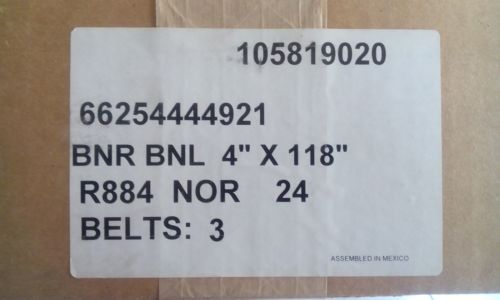 105819020
66254444921
BNR BNL 4" X 118"
R884 NOR 24
BELTS: 3
ASSEMBLED IN MEXICO